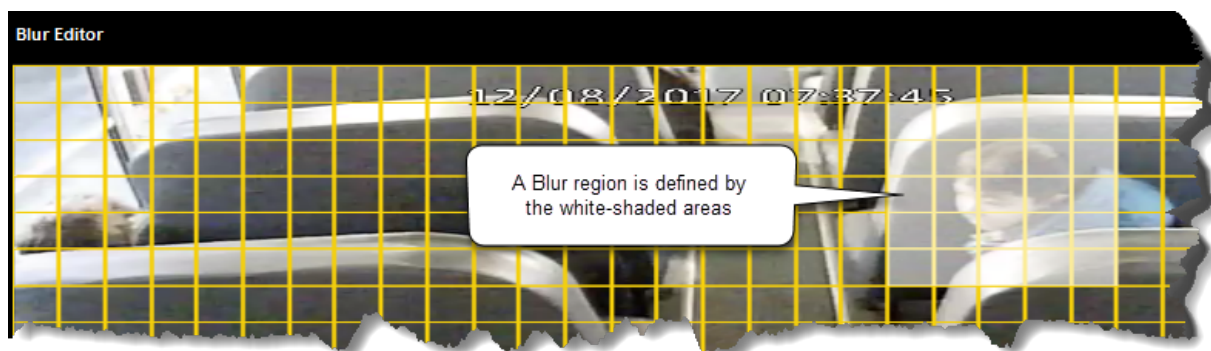 Blur Editor
12/08/2017 07:37:45
A Blur region is defined by
the white-shaded areas